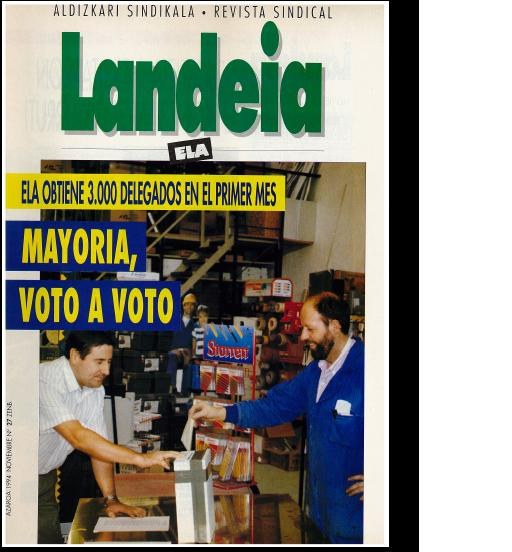 ALDIZKARI SINDIKALA • REVISTA SINDICAL
Landeia
ELA
ELA OBTIENE 3.000 DELEGADOS EN EL PRIMER MES
MAYORIA,
VOTO A VOTO
Starrett
AZAROA 1994 NOVIEMBRE Nº 27 ZENB.